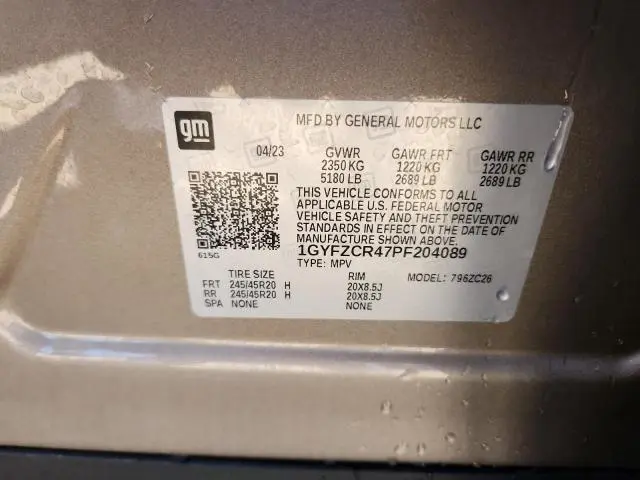 gm
MFD BY GENERAL MOTORS LLC
04/23 GVWR GAWR FRT GAWR RR
2350 KG 1220 KG 1220 KG
5180 LB 2689 LB 2689 LB
THIS VEHICLE CONFORMS TO ALL
APPLICABLE U.S. FEDERAL MOTOR
VEHICLE SAFETY AND THEFT PREVENTION
STANDARDS IN EFFECT ON THE DATE OF
MANUFACTURE SHOWN ABOVE.
615G
1GYFZCR47PF204089
TYPE: MPV
TIRE SIZE RIM MODEL: 796ZC26
FRT 245/45R20 H 20X8.5J
RR 245/45R20 H 20X8.5J
SPA NONE NONE